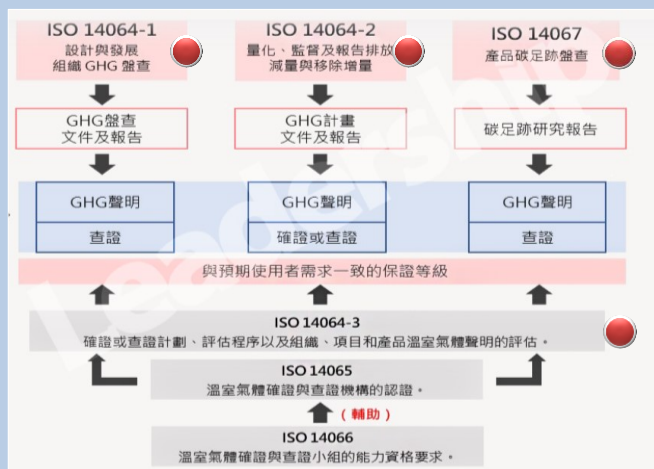 ISO 14064-1
設計與發展
組織 GHG 盤查
ISO 14064-2
量化、監督及報告排放
減量與移除增量
ISO 14067
產品碳足跡盤查
GHG盤查
文件及報告
GHG計畫
文件及報告
碳足跡研究報告
GHG聲明
GHG聲明
GHG聲明
查證
確證或查證
查證
與預期使用者需求一致的保證等級
ISO 14064-3
確證或查證計劃、評估程序以及組織、項目和產品溫室氣體聲明的評估。
ISO 14065
溫室氣體確證與查證機構的認證。
(輔助)
ISO 14066
溫室氣體確證與查證小組的能力資格要求。
Leadership